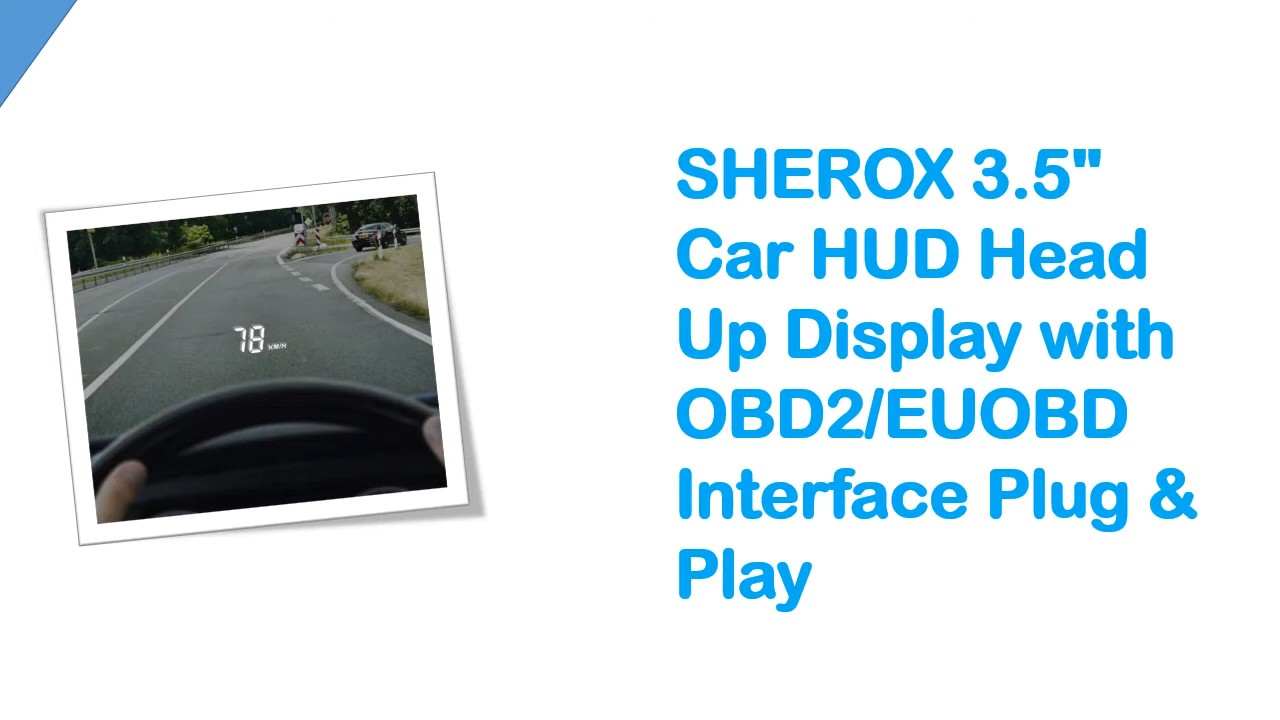 SHEROX 3.5"
Car HUD Head
Up Display with
OBD2/EUOBD
Interface Plug &
Play
78 KM/H